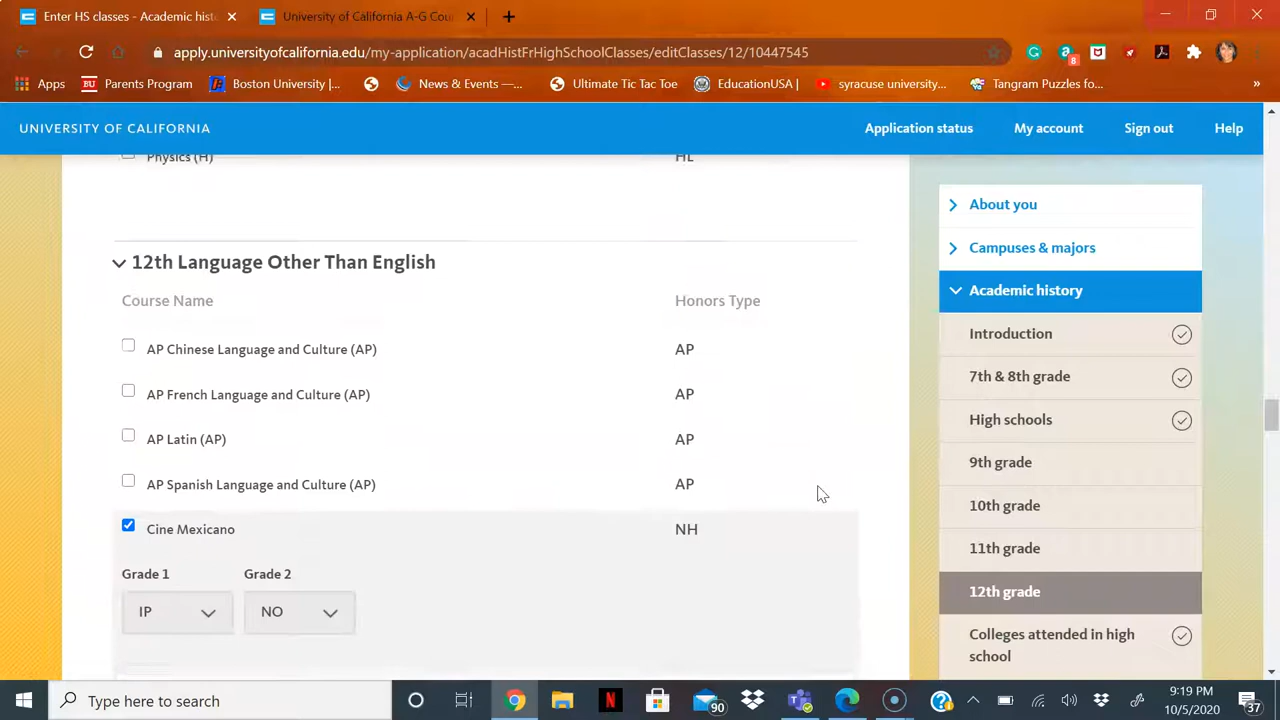 Enter HS classes - Academic hist
University of California A-G Cou
apply.universityofcalifornia.edu/my-application/acadHistFrHighSchoolClasses/editClasses/12/10447545
8
Apps
BU
Parents Program
Boston University |...
News & Events —...
Ultimate Tic Tac Toe
EducationUSA |
syracuse university...
Tangram Puzzles fo...
»
UNIVERSITY OF CALIFORNIA
Application status
My account
Sign out
Help
Physics (H)
HL
12th Language Other Than English
Course Name
Honors Type
AP Chinese Language and Culture (AP)
AP
AP French Language and Culture (AP)
AP
AP Latin (AP)
AP
AP Spanish Language and Culture (AP)
AP
Cine Mexicano
NH
Grade 1
Grade 2
IP
NO
About you
Campuses & majors
Academic history
Introduction
7th & 8th grade
High schools
9th grade
10th grade
11th grade
12th grade
Colleges attended in high
school
Type here to search
90
9:19 PM
10/5/2020
37